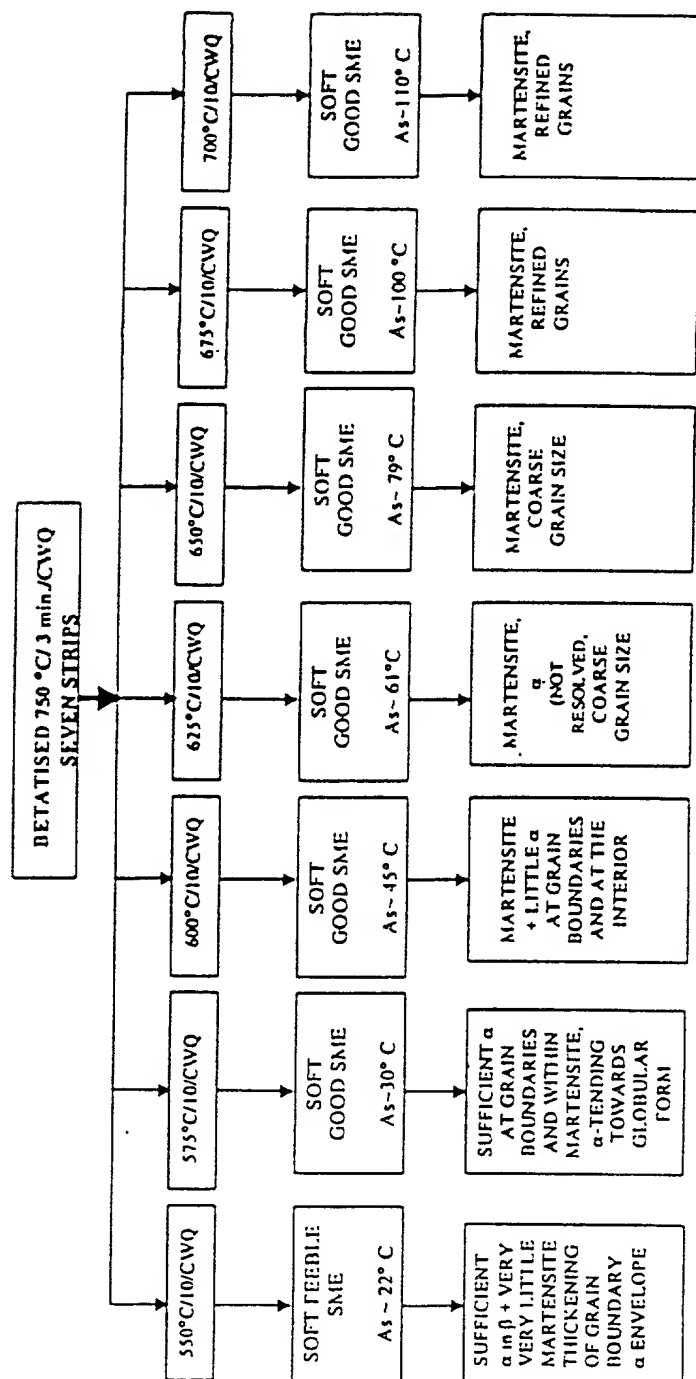 BETATISED 750 °C/ 3 min./CWQ
SEVEN STRIPS
550°C/10/CWQ
SOFT FEEBLE
SME
As ~ 22° C
SUFFICIENT
α in β + VERY
VERY LITTLE
MARTENSITE
THICKENING
OF GRAIN
BOUNDARY
α ENVELOPE
575°C/10/CWQ
SOFT
GOOD SME
As~30° C
SUFFICIENT α
AT GRAIN
BOUNDARIES
AND WITHIN
MARTENSITE,
α-TENDING
TOWARDS
GLOBULAR
FORM
600°C/10/CWQ
SOFT
GOOD SME
As~ 45° C
MARTENSITE
+ LITTLE α
AT GRAIN
BOUNDARIES
AND AT THE
INTERIOR
625°C/10/CWQ
SOFT
GOOD SME
As~ 61°C
MARTENSITE,
α
(NOT
RESOLVED,
COARSE
GRAIN SIZE
650°C/10/CWQ
SOFT
GOOD SME
As~ 79° C
MARTENSITE,
COARSE
GRAIN SIZE
675°C/10/CWQ
SOFT
GOOD SME
As~100 °C
MARTENSITE,
REFINED
GRAINS
700°C/10/CWQ
SOFT
GOOD SME
As~110° C
MARTENSITE,
REFINED
GRAINS